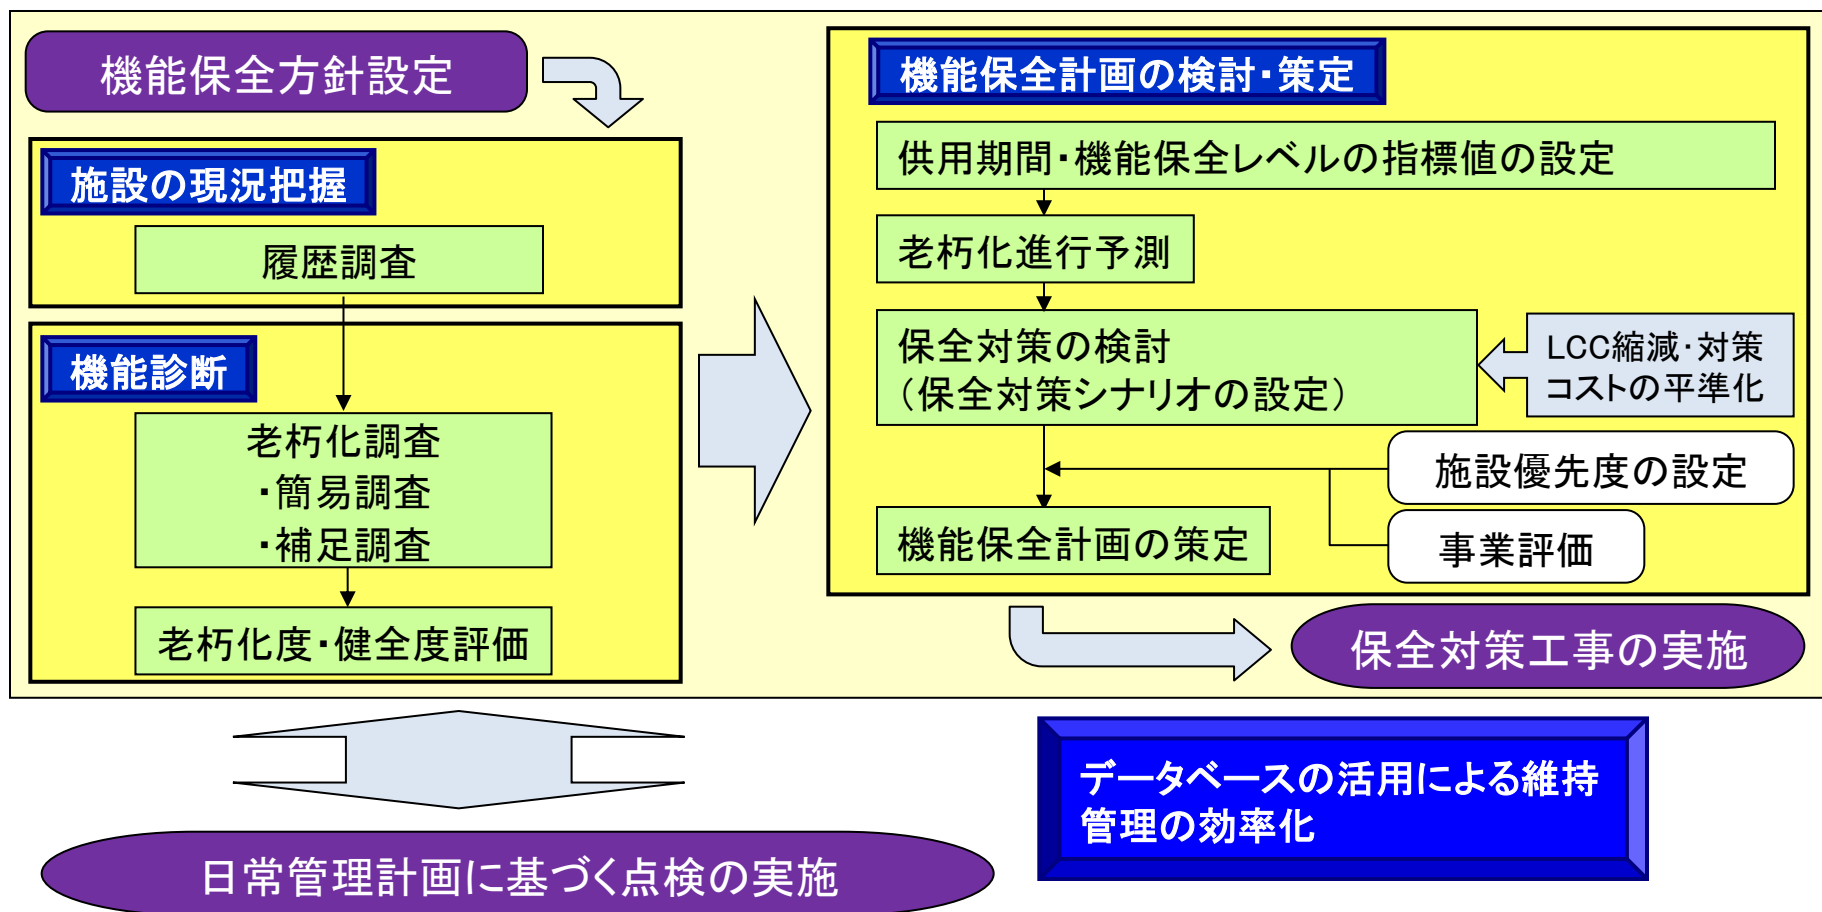 機能保全方針設定
施設の現況把握
履歴調査
機能診断
老朽化調査
・簡易調査
・補足調査
老朽化度・健全度評価
機能保全計画の検討・策定
供用期間・機能保全レベルの指標値の設定
老朽化進行予測
保全対策の検討
（保全対策シナリオの設定）
LCC縮減・対策
コストの平準化
施設優先度の設定
事業評価
機能保全計画の策定
保全対策工事の実施
データベースの活用による維持
管理の効率化
日常管理計画に基づく点検の実施